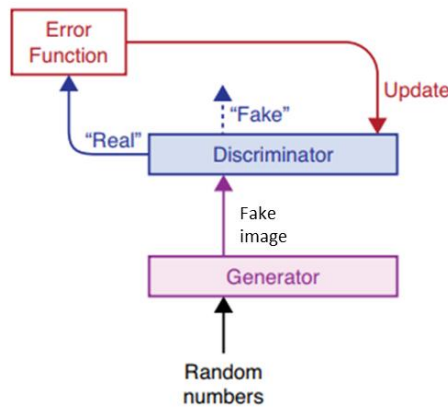 Error
Function
Update
"Fake"
"Real"
Discriminator
Fake
image
Generator
Random
numbers